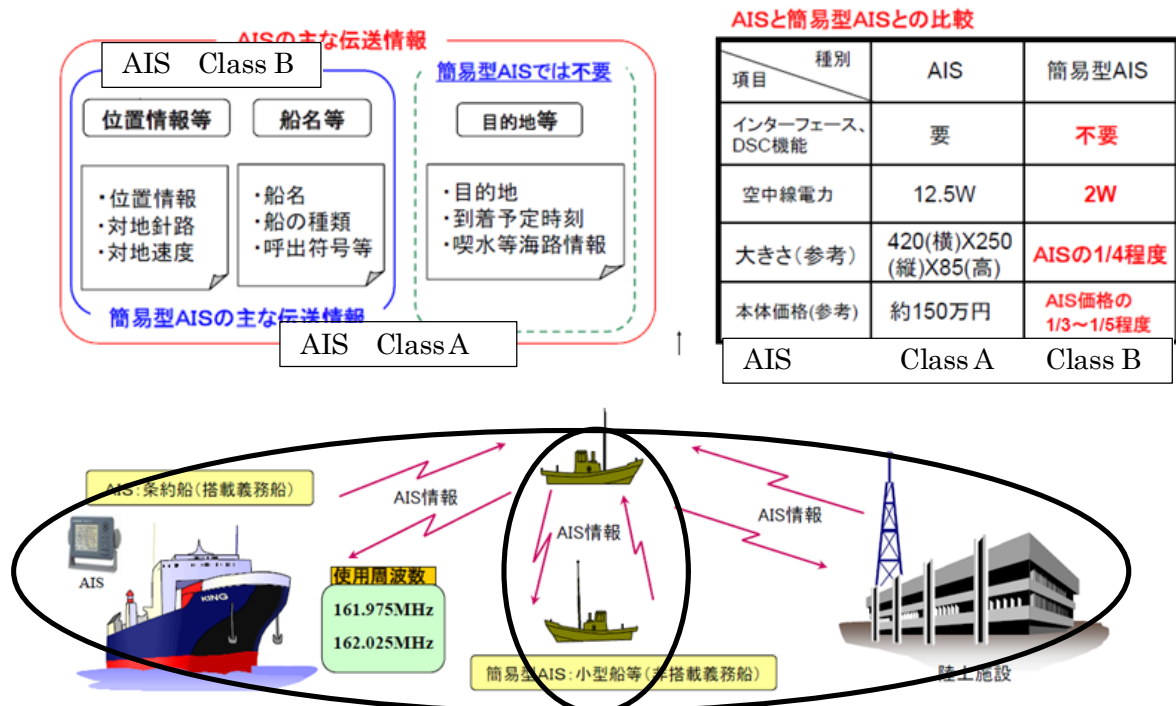 AISの主な伝送情報
AIS Class B
簡易型AISでは不要
位置情報等
船名等
目的地等
・位置情報
・対地針路
・対地速度
・船名
・船の種類
・呼出符号等
・目的地
・到着予定時刻
・喫水等海路情報
簡易型AISの主な伝送情報
AIS Class A
↑
AISと簡易型AISとの比較
種別
項目
AIS
簡易型AIS
インターフェース、
DSC機能
要
不要
空中線電力
12.5W
2W
大きさ(参考)
420(横)X250
(縦)X85(高)
AISの1/4程度
本体価格(参考)
約150万円
AIS価格の
1/3～1/5程度
AIS Class A Class B
AIS:条約船(搭載義務船)
AIS
KING
AIS情報
使用周波数
161.975MHz
162.025MHz
AIS情報
AIS情報
簡易型AIS:小型船等(非搭載義務船)
陸上施設